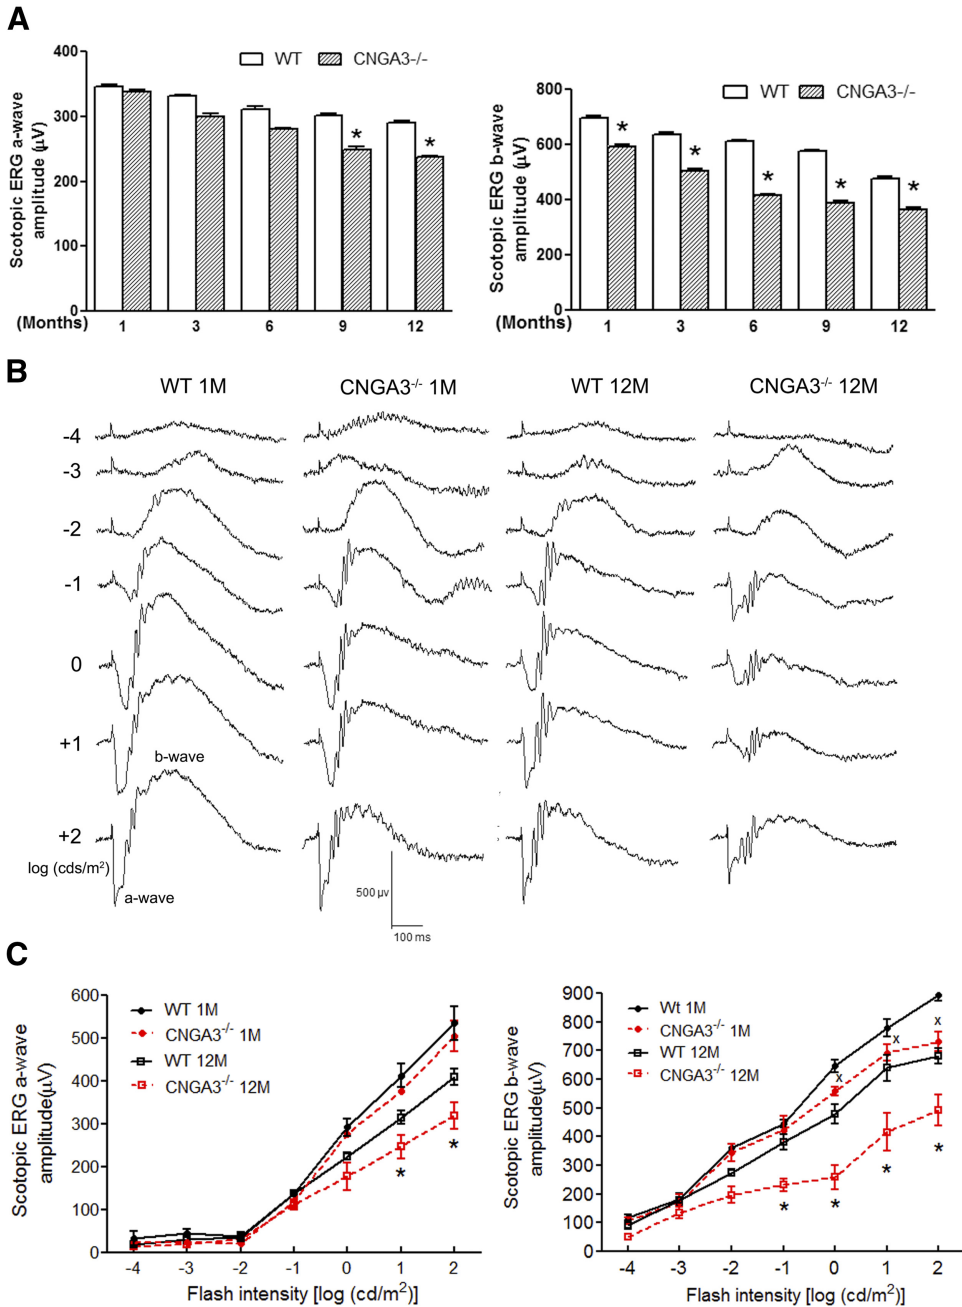 A
WT CNGA3-/-
Scotopic ERG a-wave
amplitude (μV)
400
300
200
100
0
(Months) 1 3 6 9 12
* *
WT CNGA3-/-
Scotopic ERG b-wave
amplitude (μV)
800
600
400
200
0
(Months) 1 3 6 9 12
* * * * *
B
WT 1M CNGA3-/- 1M WT 12M CNGA3-/- 12M
-4
-3
-2
-1
0
+1
b-wave
+2
log (cds/m²)
a-wave
500 μv
100 ms
C
Scotopic ERG a-wave
amplitude(μV)
600
500
400
300
200
100
0
WT 1M
CNGA3-/- 1M
WT 12M
CNGA3-/- 12M
* *
-4 -3 -2 -1 0 1 2
Flash intensity [log (cd/m²)]
Scotopic ERG b-wave
amplitude(μV)
900
800
700
600
500
400
300
200
100
0
Wt 1M
CNGA3-/- 1M
WT 12M
CNGA3-/- 12M
x x x
* * * *
-4 -3 -2 -1 0 1 2
Flash intensity [log (cd/m²)]